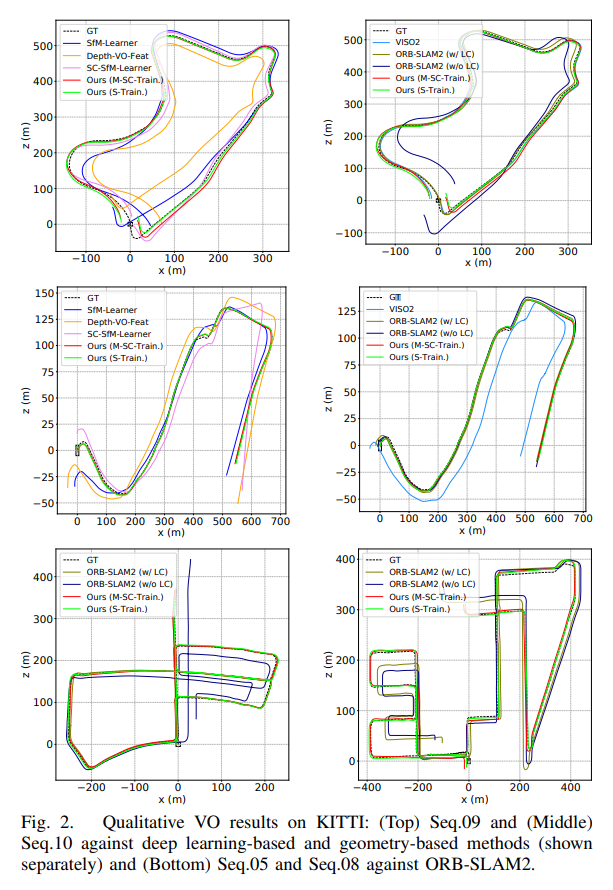 500
400
300
200
100
0
z (m)
GT
SfM-Learner
Depth-VO-Feat
SC-SfM-Learner
Ours (M-SC-Train.)
Ours (S-Train.)
−100 0 100 200 300
x (m)
500
400
300
200
100
0
−100
z (m)
GT
VISO2
ORB-SLAM2 (w/ LC)
ORB-SLAM2 (w/o LC)
Ours (M-SC-Train.)
Ours (S-Train.)
−100 0 100 200 300
x (m)
150
125
100
75
50
25
0
−25
−50
z (m)
GT
SfM-Learner
Depth-VO-Feat
SC-SfM-Learner
Ours (M-SC-Train.)
Ours (S-Train.)
0 100 200 300 400 500 600 700
x (m)
125
100
75
50
25
0
−25
−50
z (m)
GT
VISO2
ORB-SLAM2 (w/ LC)
ORB-SLAM2 (w/o LC)
Ours (M-SC-Train.)
Ours (S-Train.)
0 100 200 300 400 500 600 700
x (m)
400
300
200
100
0
z (m)
GT
ORB-SLAM2 (w/ LC)
ORB-SLAM2 (w/o LC)
Ours (M-SC-Train.)
Ours (S-Train.)
−200 −100 0 100 200
x (m)
400
300
200
100
0
z (m)
GT
ORB-SLAM2 (w/ LC)
ORB-SLAM2 (w/o LC)
Ours (M-SC-Train.)
Ours (S-Train.)
−400 −200 0 200 400
x (m)
Fig. 2. Qualitative VO results on KITTI: (Top) Seq.09 and (Middle)
Seq.10 against deep learning-based and geometry-based methods (shown
separately) and (Bottom) Seq.05 and Seq.08 against ORB-SLAM2.